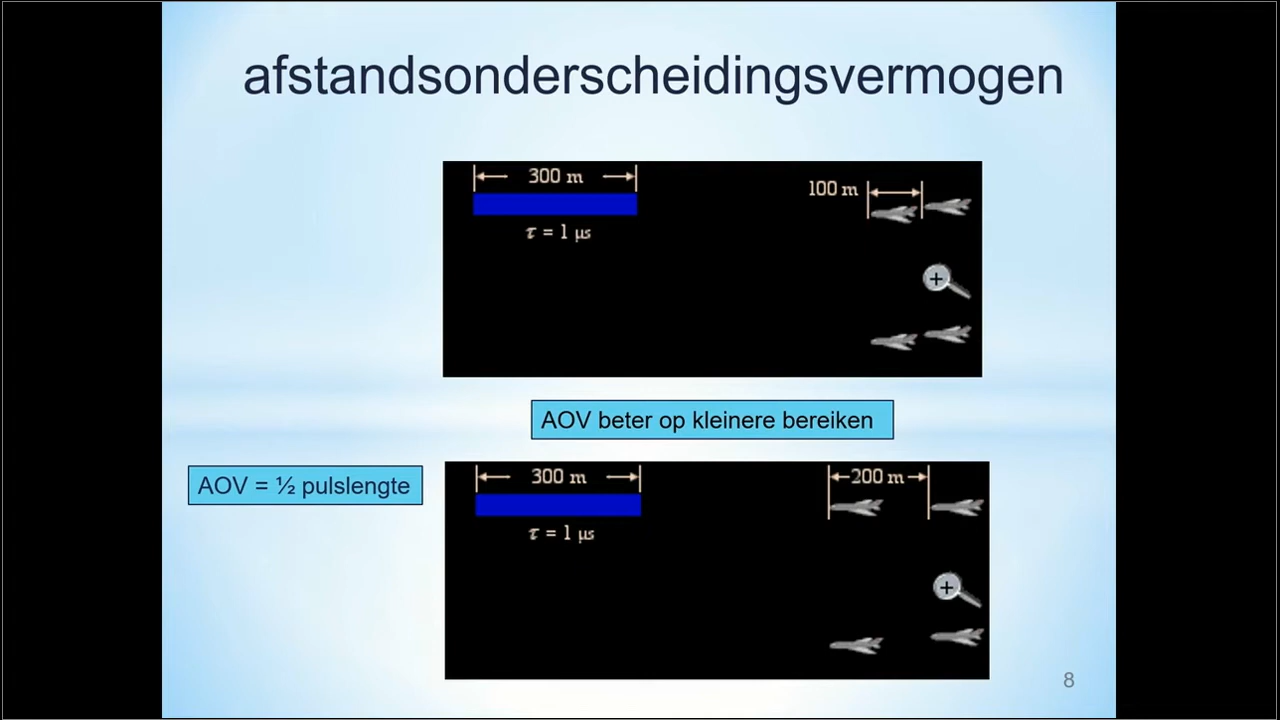 afstandsonderscheidingsvermogen
300 m
100 m
τ = 1 µs
AOV beter op kleinere bereiken
AOV = ½ pulslengte
300 m
200 m
τ = 1 µs
8